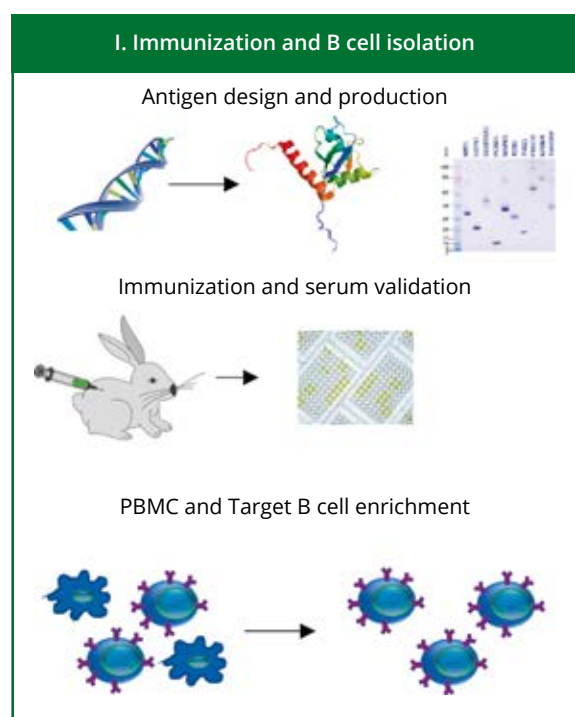 I. Immunization and B cell isolation
Antigen design and production
Immunization and serum validation
PBMC and Target B cell enrichment